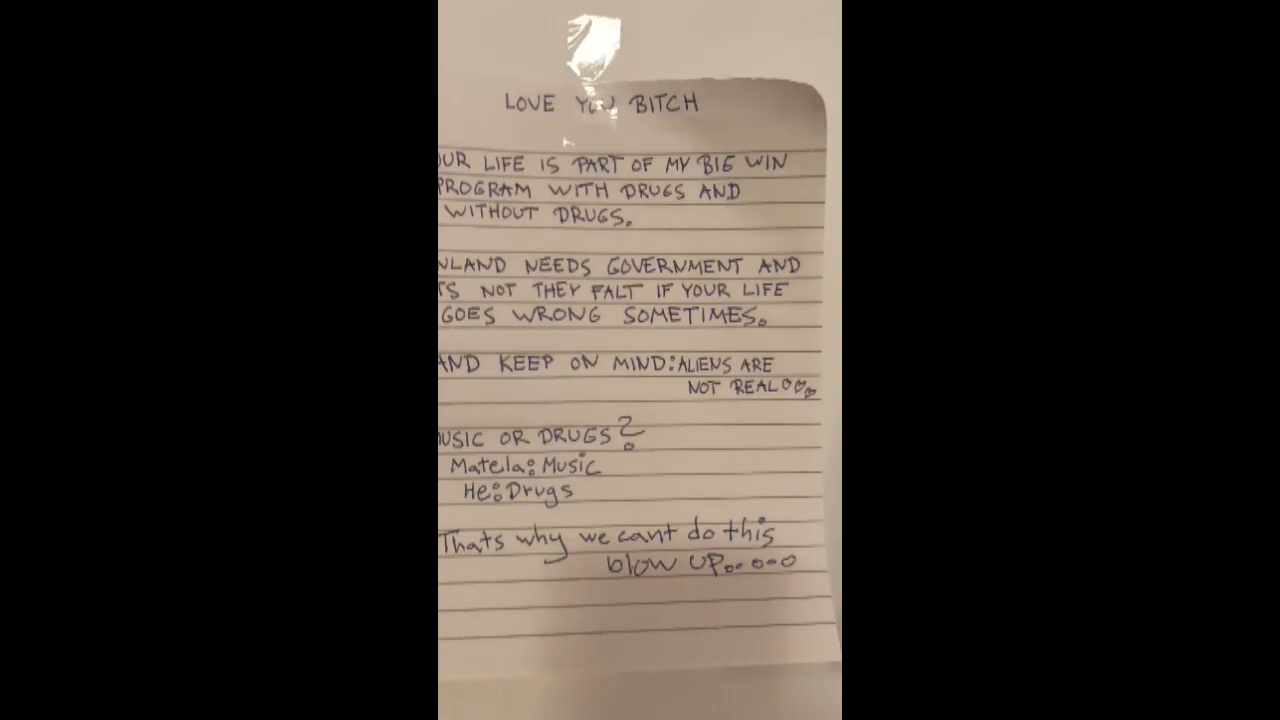 LOVE YOU BITCH
OUR LIFE IS PART OF MY BIG WIN
PROGRAM WITH DRUGS AND
WITHOUT DRUGS.
NLAND NEEDS GOVERNMENT AND
TS NOT THEY FALT IF YOUR LIFE
GOES WRONG SOMETIMES.
AND KEEP ON MIND: ALIENS ARE
NOT REAL
USIC OR DRUGS?
Matela: Music
He: Drugs
Thats why we cant do this
blow up.....